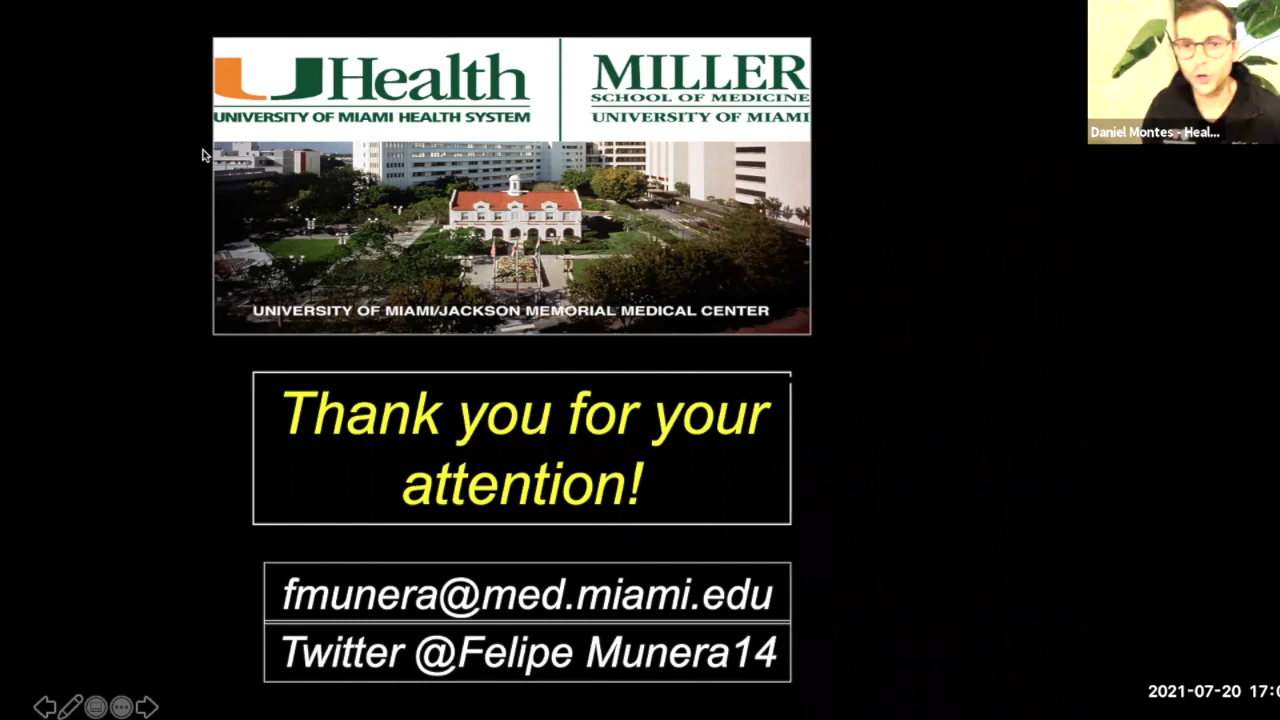 UHealth
UNIVERSITY OF MIAMI HEALTH SYSTEM
MILLER
SCHOOL OF MEDICINE
UNIVERSITY OF MIAMI
Daniel Montes - Heal...
UNIVERSITY OF MIAMI/JACKSON MEMORIAL MEDICAL CENTER
Thank you for your
attention!
fmunera@med.miami.edu
Twitter @Felipe Munera14
2021-07-20 17:0